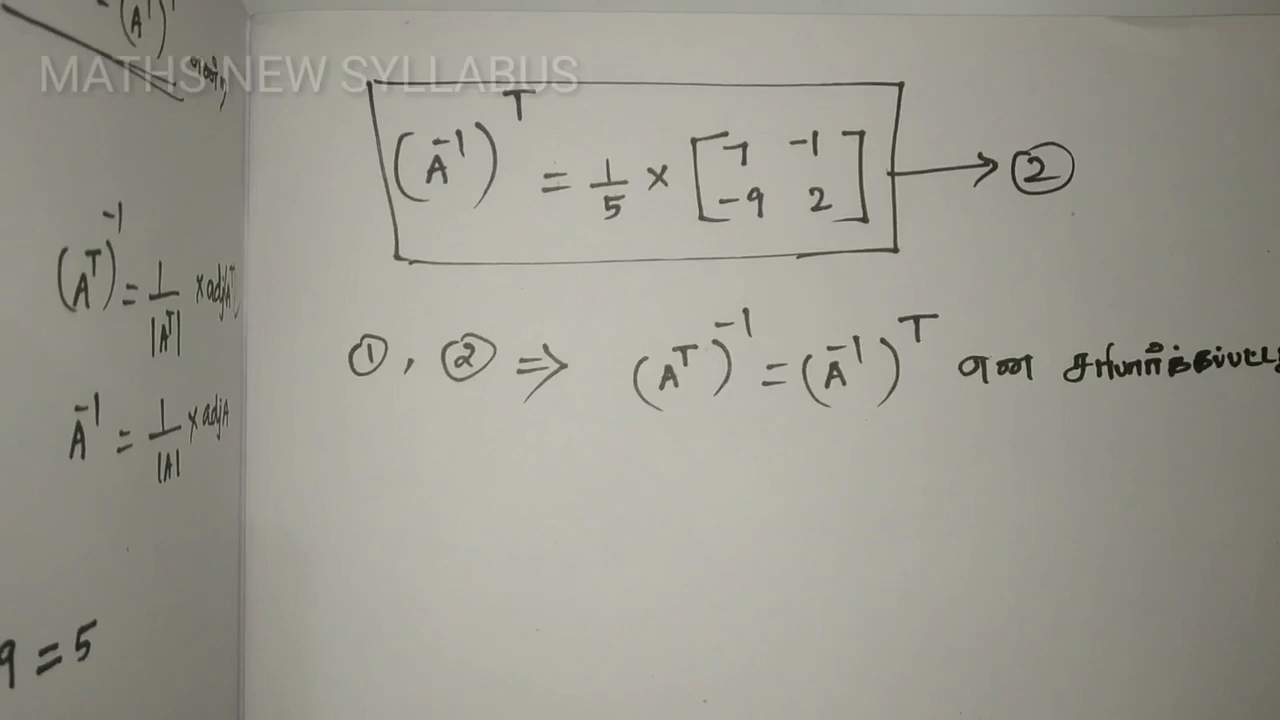 MATHS NEW SYLLABUS
(A⁻¹)ᵀ = 1/5 × [7 -1
-9 2] → ②
(Aᵀ)⁻¹ = 1/|Aᵀ| × adj(Aᵀ)
①, ② ⇒ (Aᵀ)⁻¹ = (A⁻¹)ᵀ என
A⁻¹ = 1/|A| × adjA
9 = 5